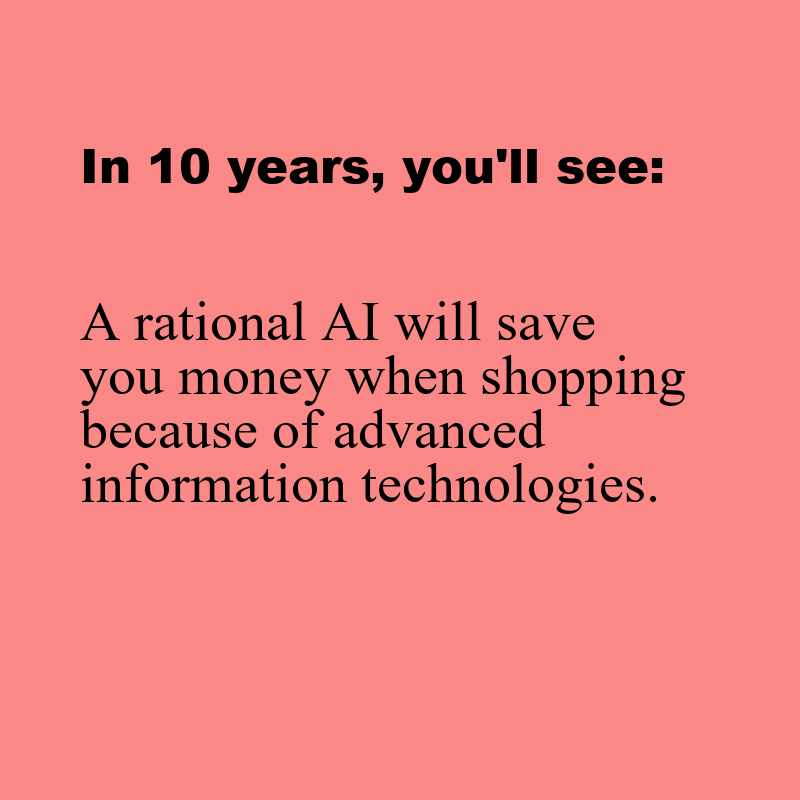 In 10 years, you'll see:
A rational AI will save
you money when shopping
because of advanced
information technologies.